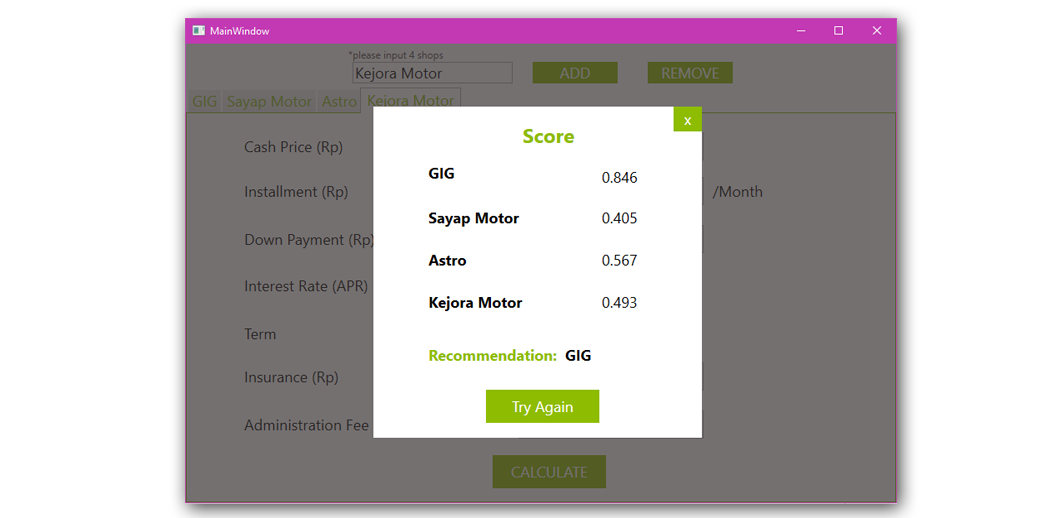 MainWindow
*please input 4 shops
Kejora Motor ADD REMOVE
GIG Sayap Motor Astro Kejora Motor
x
Score
Cash Price (Rp)
GIG 0.846
Installment (Rp) /Month
Sayap Motor 0.405
Down Payment (Rp)
Astro 0.567
Interest Rate (APR)
Kejora Motor 0.493
Term
Recommendation: GIG
Insurance (Rp)
Try Again
Administration Fee
CALCULATE